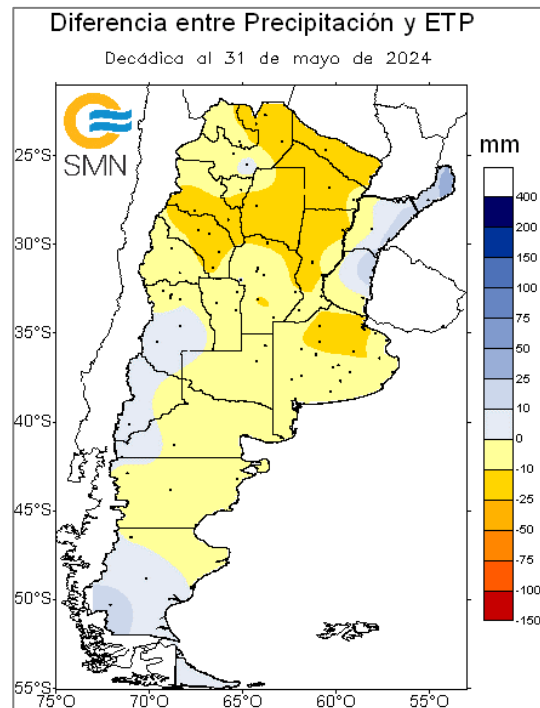 Diferencia entre Precipitación y ETP
Decádica al 31 de mayo de 2024
SMN
mm
400
200
150
100
75
50
25
10
0
-10
-25
-50
-75
-100
-150
25°S
30°S
35°S
40°S
45°S
50°S
55°S
75°O
70°O
65°O
60°O
55°O